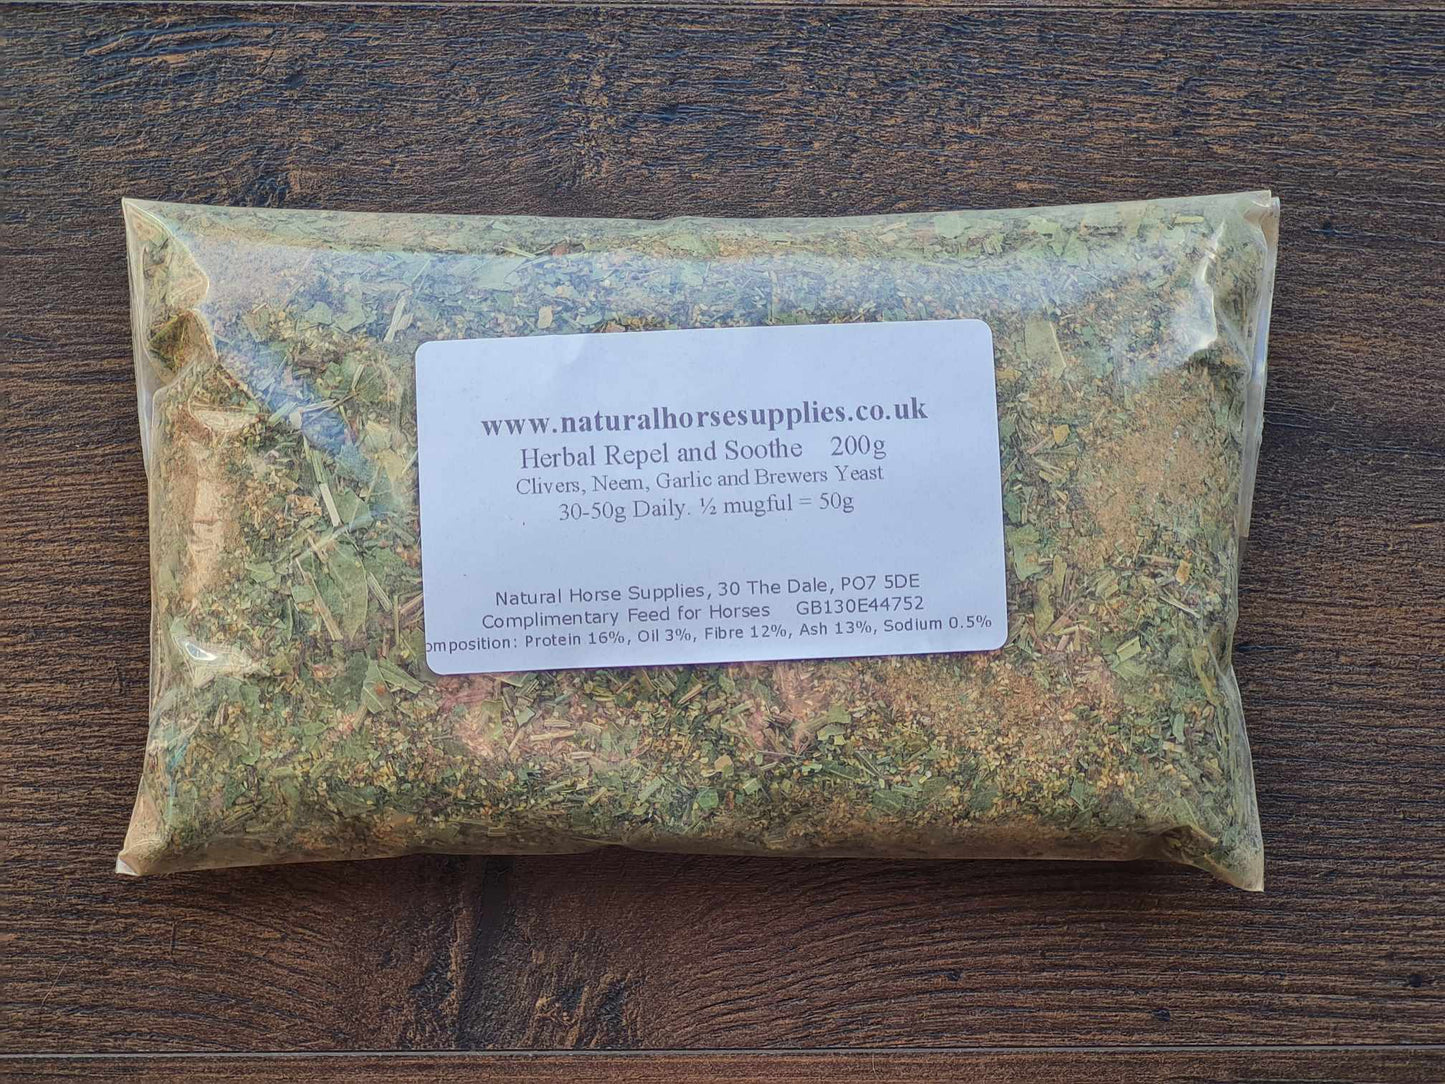 www.naturalhorsesupplies.co.uk
Herbal Repel and Soothe 200g
Clivers, Neem, Garlic and Brewers Yeast
30-50g Daily. ½ mugful = 50g
Natural Horse Supplies, 30 The Dale, PO7 5DE
Complimentary Feed for Horses GB130E44752
omposition: Protein 16%, Oil 3%, Fibre 12%, Ash 13%, Sodium 0.5%